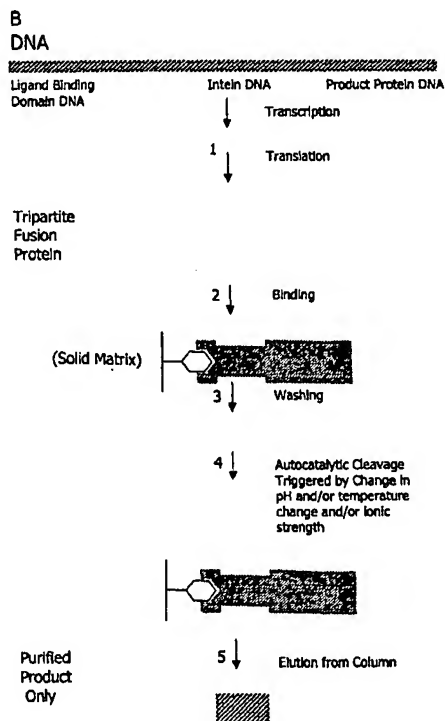 B
DNA
Ligand Binding
Domain DNA
Intein DNA
Product Protein DNA
Transcription
1
Translation
Tripartite
Fusion
Protein
2
Binding
(Solid Matrix)
3
Washing
4
Autocatalytic Cleavage
Triggered by Change in
pH and/or temperature
change and/or ionic
strength
Purified
Product
Only
5
Elution from Column